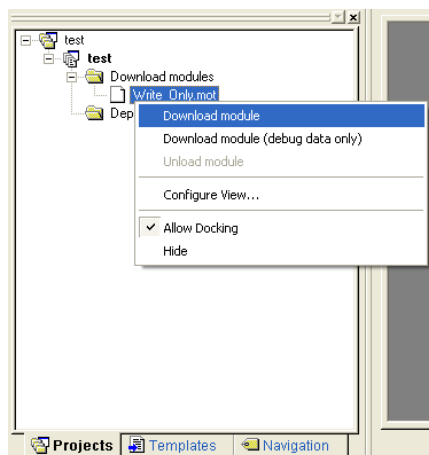 test
test
Download modules
Write_Only.mot
Dep
Download module
Download module (debug data only)
Unload module
Configure View...
Allow Docking
Hide
Projects Templates Navigation